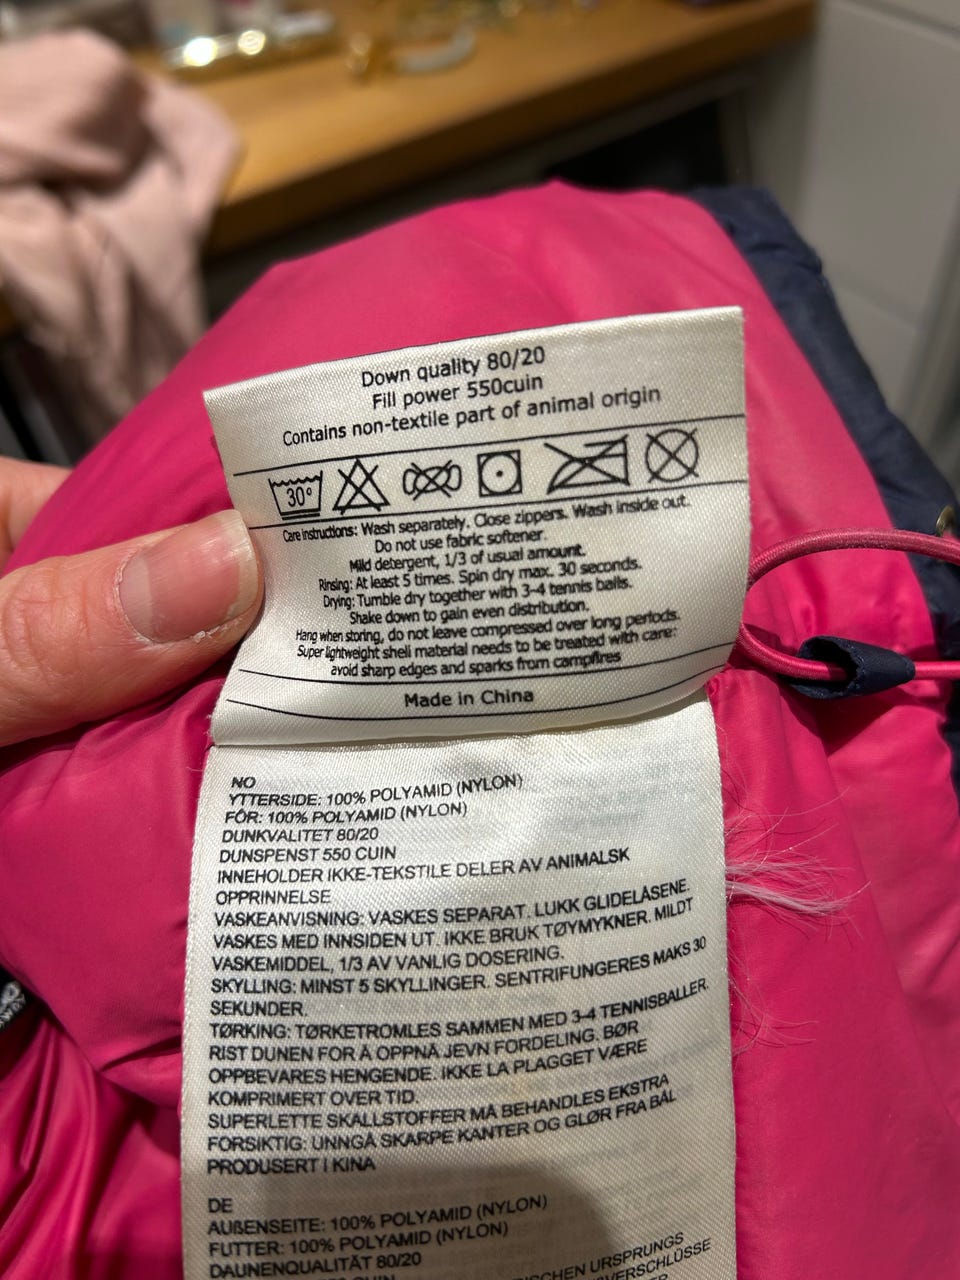 Down quality 80/20
Fill power 550cuin
Contains non-textile part of animal origin
30°
Care instructions: Wash separately. Close zippers. Wash inside out.
Do not use fabric softener.
Mild detergent, 1/3 of usual amount.
Rinsing: At least 5 times. Spin dry max. 30 seconds.
Drying: Tumble dry together with 3-4 tennis balls.
Shake down to gain even distribution.
Hang when storing, do not leave compressed over long periods.
Super lightweight shell material needs to be treated with care:
avoid sharp edges and sparks from campfires
Made in China
NO
YTTERSIDE: 100% POLYAMID (NYLON)
FÔR: 100% POLYAMID (NYLON)
DUNKVALITET 80/20
DUNSPENST 550 CUIN
INNEHOLDER IKKE-TEKSTILE DELER AV ANIMALSK
OPPRINNELSE
VASKEANVISNING: VASKES SEPARAT. LUKK GLIDELÅSENE.
VASKES MED INNSIDEN UT. IKKE BRUK TØYMYKNER. MILDT
VASKEMIDDEL, 1/3 AV VANLIG DOSERING.
SKYLLING: MINST 5 SKYLLINGER. SENTRIFUNGERES MAKS 30
SEKUNDER.
TØRKING: TØRKETROMLES SAMMEN MED 3-4 TENNISBALLER.
RIST DUNEN FOR Å OPPNÅ JEVN FORDELING. BØR
OPPBEVARES HENGENDE. IKKE LA PLAGGET VÆRE
KOMPRIMERT OVER TID.
SUPERLETTE SKALLSTOFFER MÅ BEHANDLES EKSTRA
FORSIKTIG: UNNGÅ SKARPE KANTER OG GLØR FRA BÅL
PRODUSERT I KINA
DE
AUßENSEITE: 100% POLYAMID (NYLON)
FUTTER: 100% POLYAMID (NYLON)
DAUNENQUALITÄT 80/20
550 CUIN
URSPRUNGS